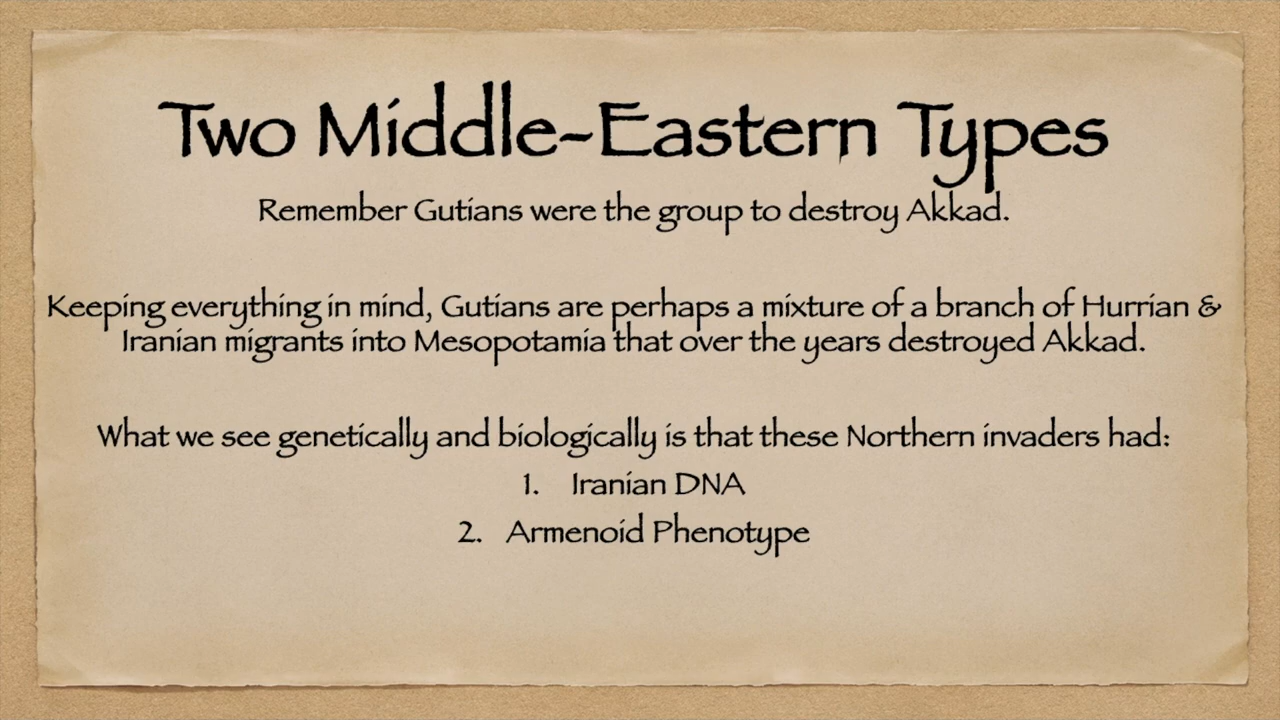 Two Middle-Eastern Types
Remember Gutians were the group to destroy Akkad.
Keeping everything in mind, Gutians are perhaps a mixture of a branch of Hurrian &
Iranian migrants into Mesopotamia that over the years destroyed Akkad.
What we see genetically and biologically is that these Northern invaders had:
1. Iranian DNA
2. Armenoid Phenotype